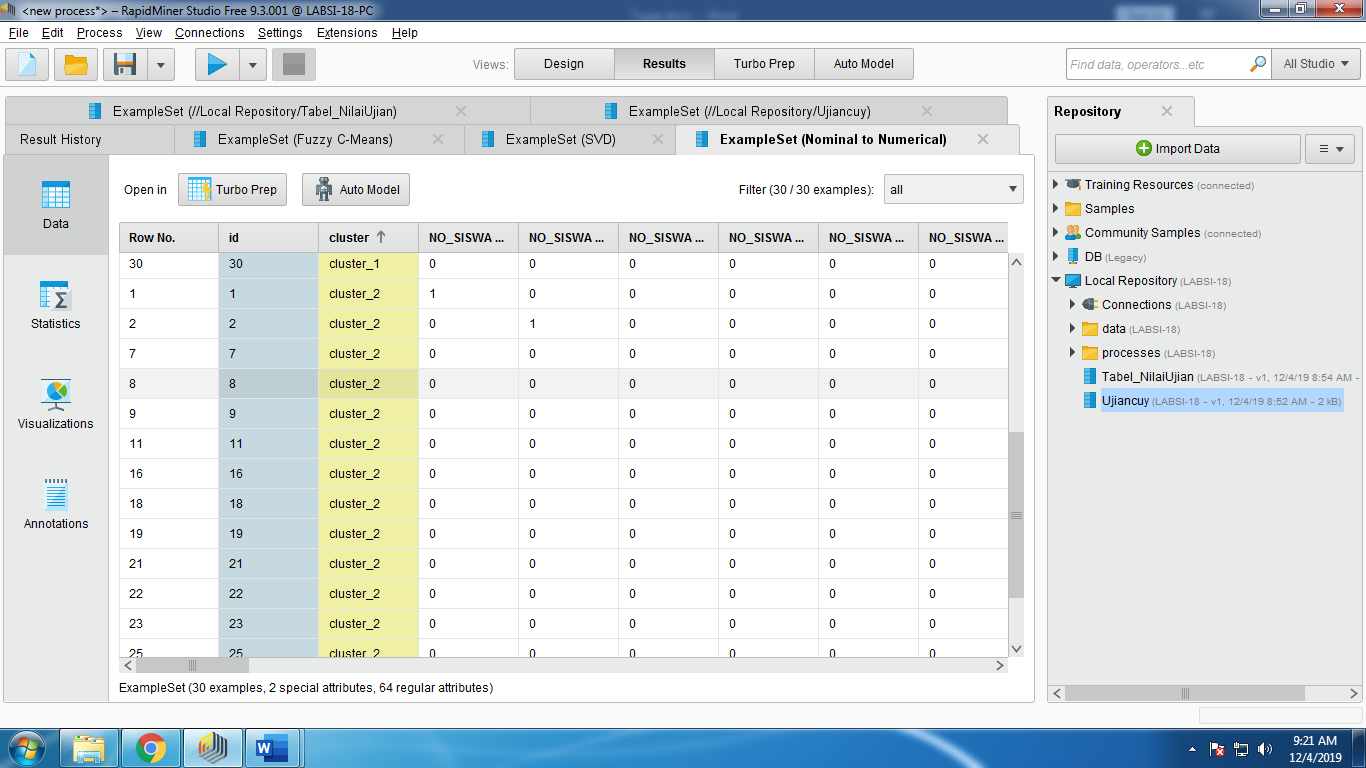 <new process*> – RapidMiner Studio Free 9.3.001 @ LABSI-18-PC
File Edit Process View Connections Settings Extensions Help
Views: Design Results Turbo Prep Auto Model
Find data, operators...etc All Studio
ExampleSet (//Local Repository/Tabel_NilaiUjian) ExampleSet (//Local Repository/Ujiancuy)
Result History ExampleSet (Fuzzy C-Means) ExampleSet (SVD) ExampleSet (Nominal to Numerical)
Data
Statistics
Visualizations
Annotations
Open in Turbo Prep Auto Model Filter (30 / 30 examples): all
Row No. id cluster NO_SISWA ... NO_SISWA ... NO_SISWA ... NO_SISWA ... NO_SISWA ... NO_SISWA ...
30 30 cluster_1 0 0 0 0 0 0
1 1 cluster_2 1 0 0 0 0 0
2 2 cluster_2 0 1 0 0 0 0
7 7 cluster_2 0 0 0 0 0 0
8 8 cluster_2 0 0 0 0 0 0
9 9 cluster_2 0 0 0 0 0 0
11 11 cluster_2 0 0 0 0 0 0
16 16 cluster_2 0 0 0 0 0 0
18 18 cluster_2 0 0 0 0 0 0
19 19 cluster_2 0 0 0 0 0 0
21 21 cluster_2 0 0 0 0 0 0
22 22 cluster_2 0 0 0 0 0 0
23 23 cluster_2 0 0 0 0 0 0
25 25 cluster_2 0 0 0 0 0 0
ExampleSet (30 examples, 2 special attributes, 64 regular attributes)
Repository
Import Data
Training Resources (connected)
Samples
Community Samples (connected)
DB (Legacy)
Local Repository (LABSI-18)
Connections (LABSI-18)
data (LABSI-18)
processes (LABSI-18)
Tabel_NilaiUjian (LABSI-18 - v1, 12/4/19 8:54 AM -
Ujiancuy (LABSI-18 - v1, 12/4/19 8:52 AM - 2 kB)
9:21 AM
12/4/2019